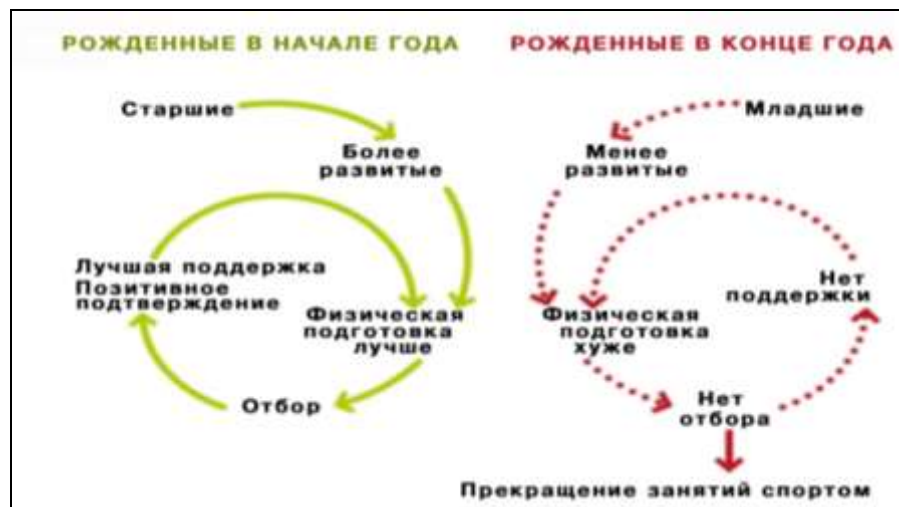 РОЖДЕННЫЕ В НАЧАЛЕ ГОДА
Старшие
Более
развитые
Лучшая поддержка
Позитивное
подтверждение
Физическая
подготовка
лучше
Отбор
РОЖДЕННЫЕ В КОНЦЕ ГОДА
Младшие
Менее
развитые
Нет
поддержки
Физическая
подготовка
хуже
Нет
отбора
Прекращение занятий спортом